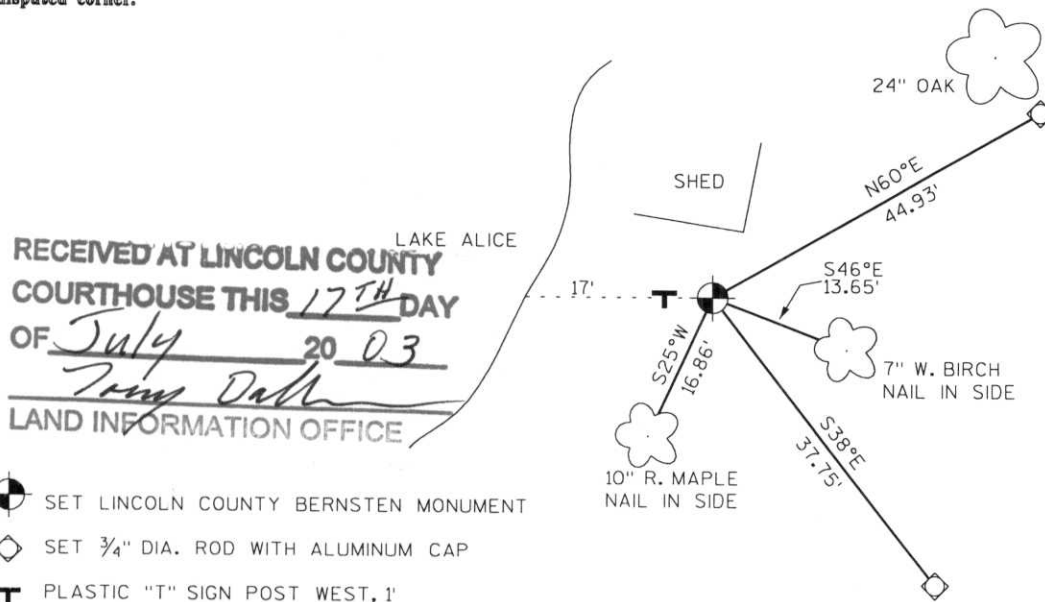 disputed corner.
24" OAK
SHED
N60°E
44.93'
LAKE ALICE
RECEIVED AT LINCOLN COUNTY
COURTHOUSE THIS 17TH DAY
OF July 20 03
LAND INFORMATION OFFICE
17'
T
S46°E
13.65'
S25°W
16.86'
7" W. BIRCH
NAIL IN SIDE
S38°E
37.75'
10" R. MAPLE
NAIL IN SIDE
SET LINCOLN COUNTY BERNSTEN MONUMENT
SET 3/4" DIA. ROD WITH ALUMINUM CAP
T PLASTIC "T" SIGN POST WEST, 1'